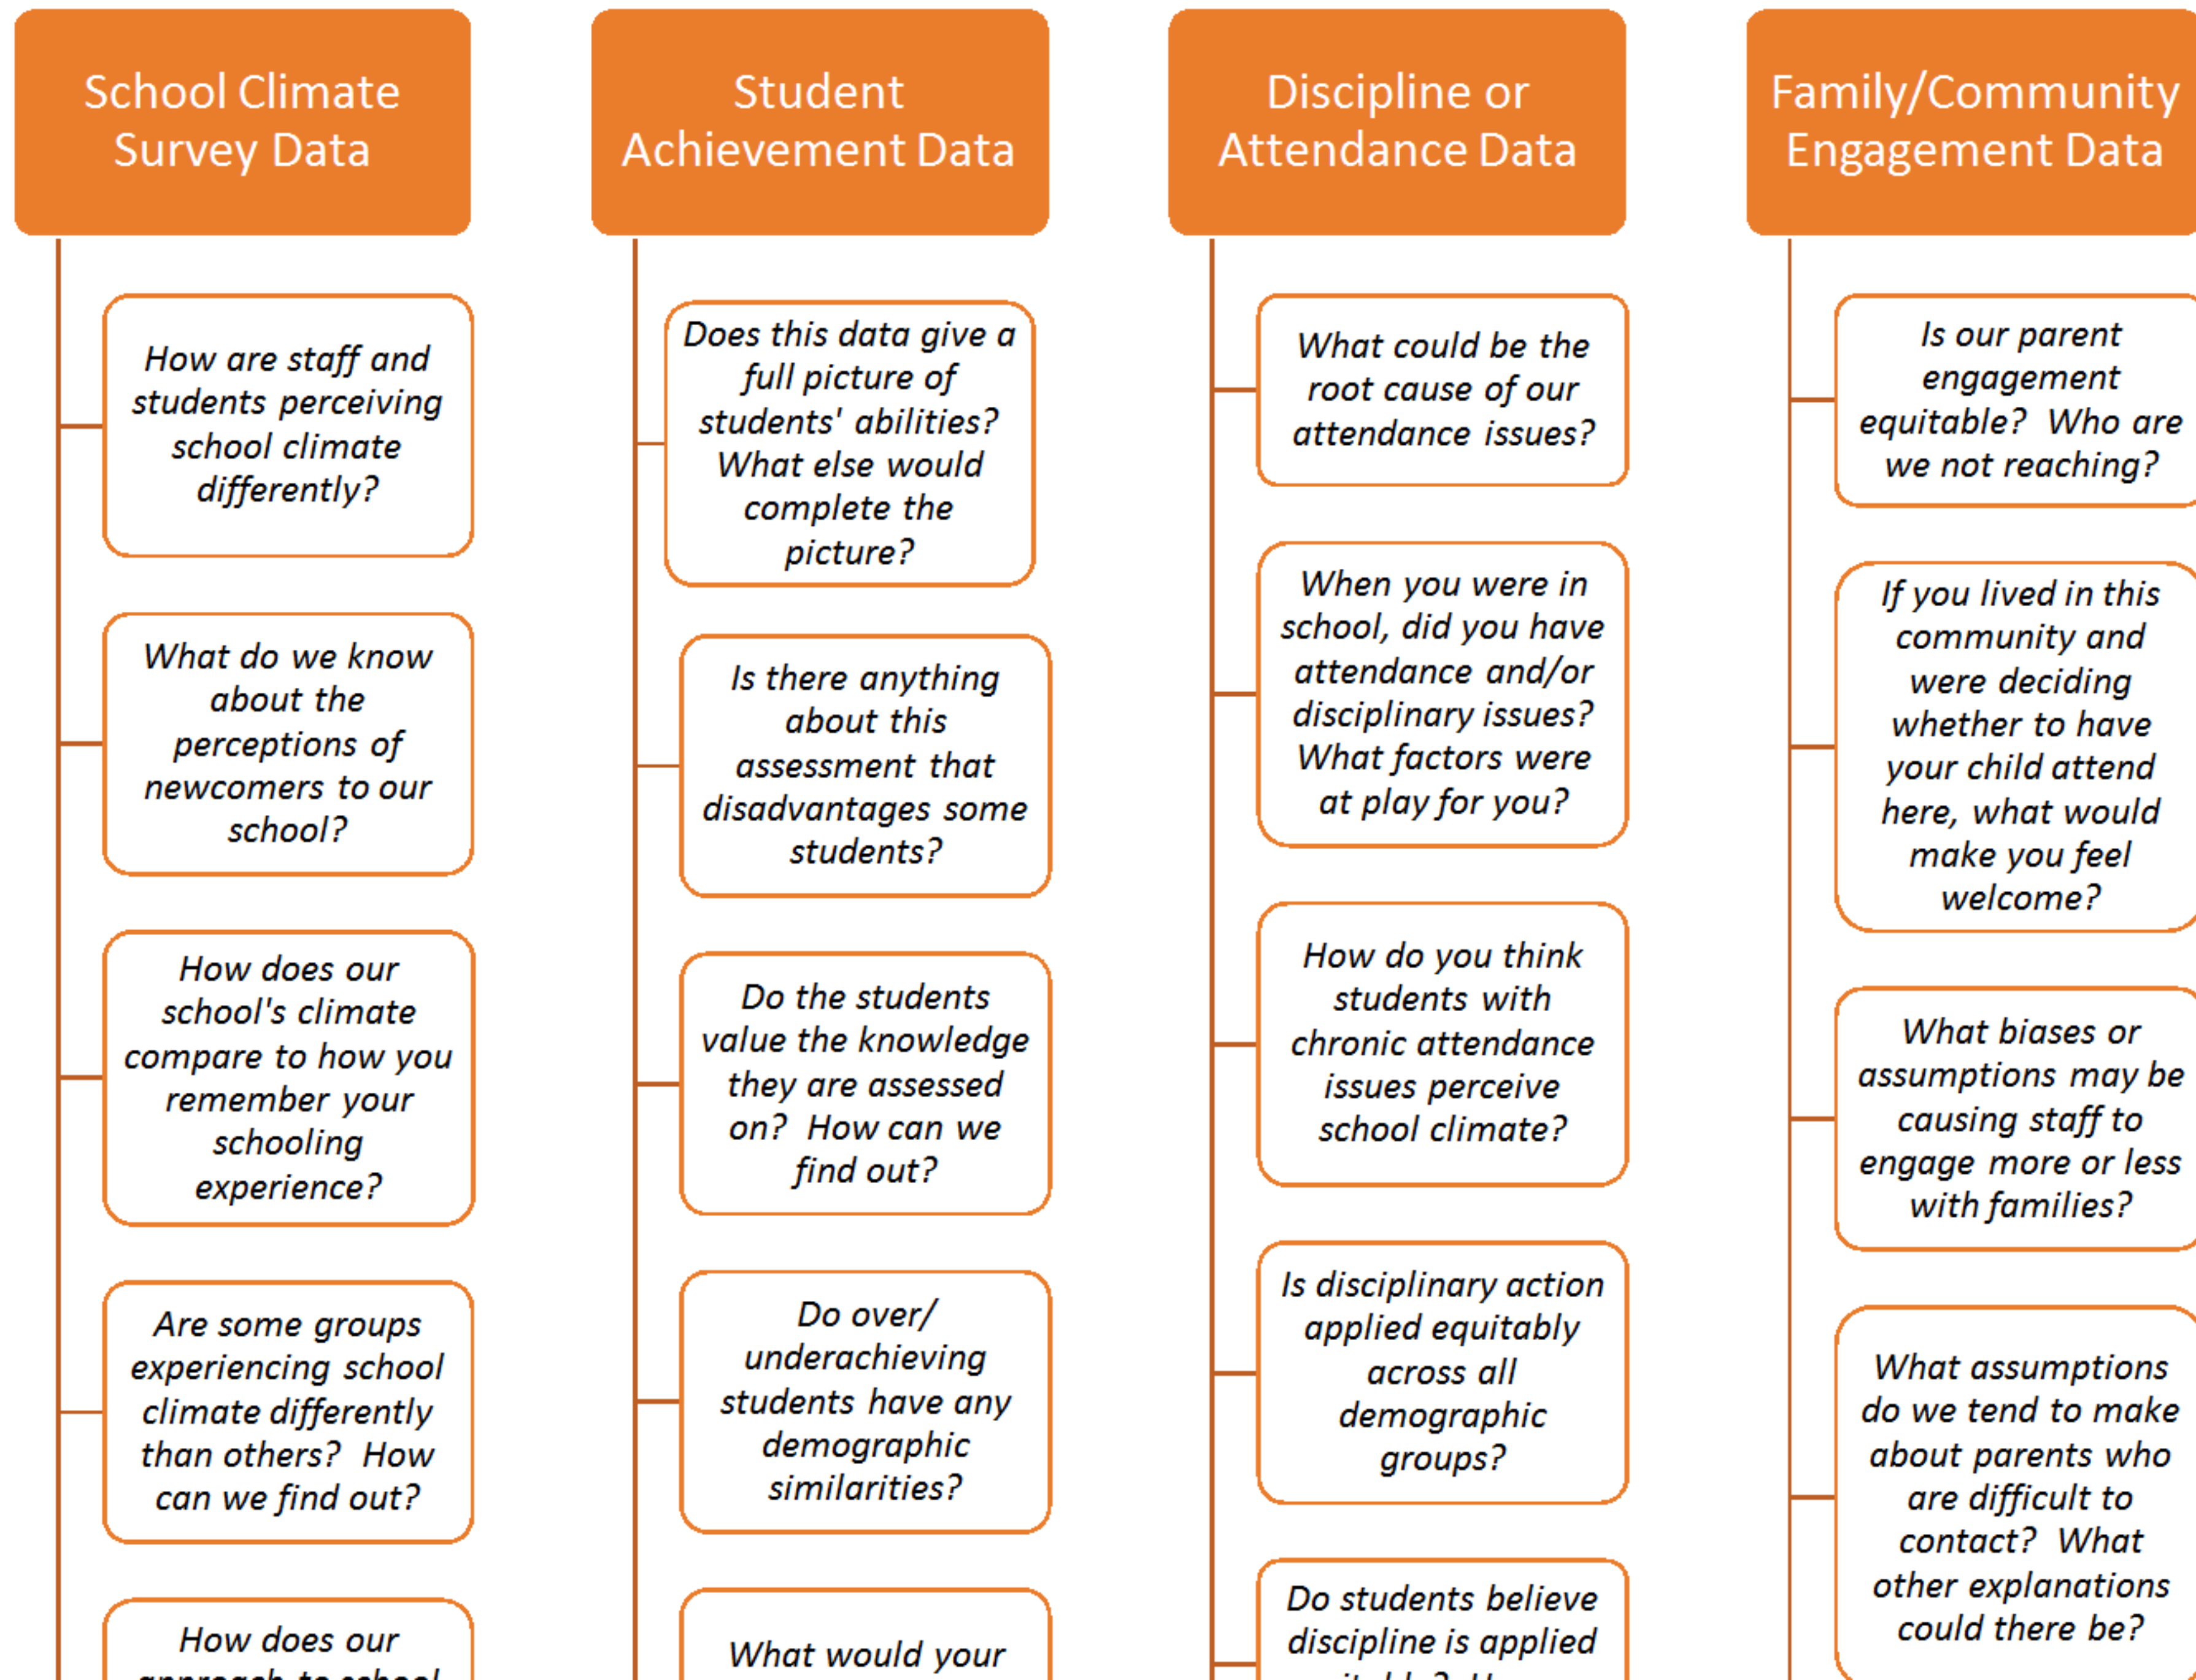 School Climate
Survey Data
How are staff and
students perceiving
school climate
differently?
What do we know
about the
perceptions of
newcomers to our
school?
How does our
school's climate
compare to how you
remember your
schooling
experience?
Are some groups
experiencing school
climate differently
than others?  How
can we find out?
How does our
approach to school
Student
Achievement Data
Does this data give a
full picture of
students' abilities?
What else would
complete the
picture?
Is there anything
about this
assessment that
disadvantages some
students?
Do the students
value the knowledge
they are assessed
on?  How can we
find out?
Do over/
underachieving
students have any
demographic
similarities?
What would your
Discipline or
Attendance Data
What could be the
root cause of our
attendance issues?
When you were in
school, did you have
attendance and/or
disciplinary issues?
What factors were
at play for you?
How do you think
students with
chronic attendance
issues perceive
school climate?
Is disciplinary action
applied equitably
across all
demographic
groups?
Do students believe
discipline is applied
Family/Community
Engagement Data
Is our parent
engagement
equitable?  Who are
we not reaching?
If you lived in this
community and
were deciding
whether to have
your child attend
here, what would
make you feel
welcome?
What biases or
assumptions may be
causing staff to
engage more or less
with families?
What assumptions
do we tend to make
about parents who
are difficult to
contact?  What
other explanations
could there be?